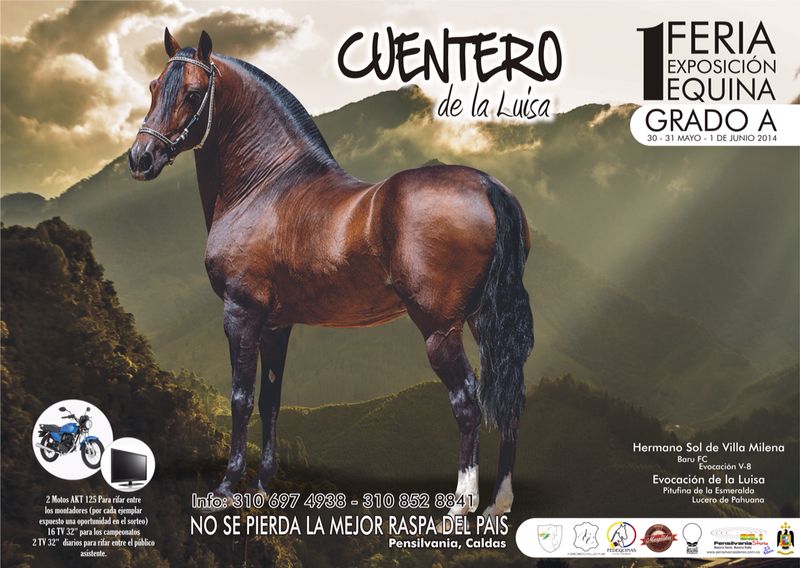 CUENTERO
de la Luisa
1 FERIA
EXPOSICIÓN
EQUINA
GRADO A
30 - 31 MAYO - 1 DE JUNIO 2014
Hermano Sol de Villa Milena
Baru FC
Evocación V-8
Evocación de la Luisa
Pitufina de la Esmeralda
Lucero de Pahuana
2 Motos AKT 125 Para rifar entre
los montadores (por cada ejemplar
expuesto una oportunidad en el sorteo)
16 TV 32" para los campeonatos
2 TV 32" diarios para rifar entre el público
asistente.
Info: 310 697 4938 - 310 852 8841
NO SE PIERDA LA MEJOR RASPA DEL PAIS
Pensilvania, Caldas
FEDEQUINAS
Margaritas
Pensilvania